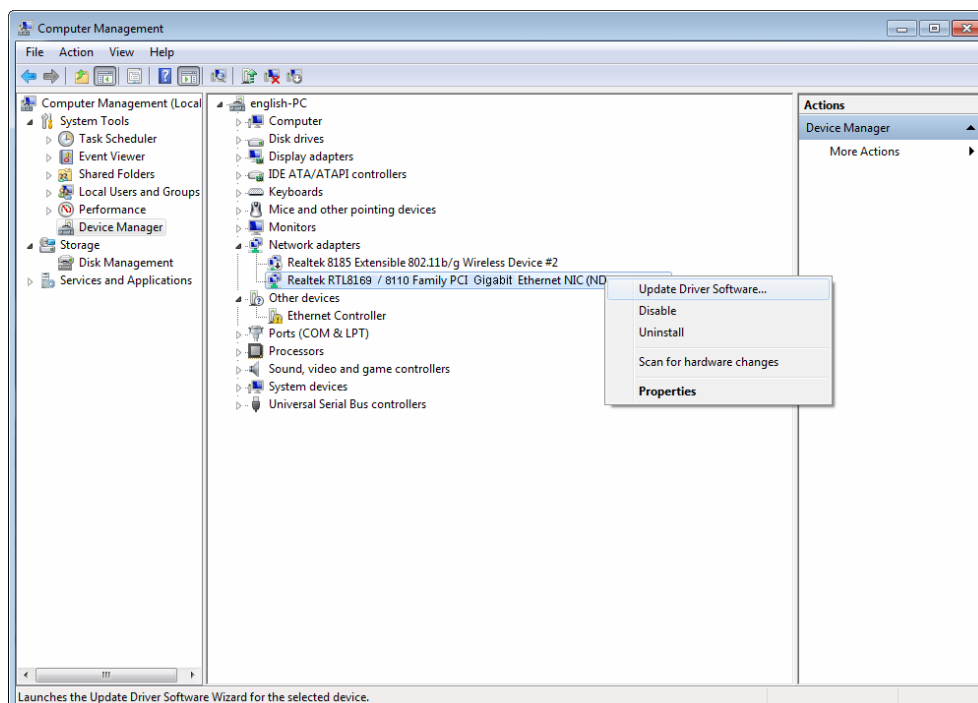 Computer Management
File Action View Help
Computer Management (Local
System Tools
Task Scheduler
Event Viewer
Shared Folders
Local Users and Groups
Performance
Device Manager
Storage
Disk Management
Services and Applications
english-PC
Computer
Disk drives
Display adapters
IDE ATA/ATAPI controllers
Keyboards
Mice and other pointing devices
Monitors
Network adapters
Realtek 8185 Extensible 802.11b/g Wireless Device #2
Realtek RTL8169 / 8110 Family PCI Gigabit Ethernet NIC (ND
Other devices
Ethernet Controller
Ports (COM & LPT)
Processors
Sound, video and game controllers
System devices
Universal Serial Bus controllers
Update Driver Software...
Disable
Uninstall
Scan for hardware changes
Properties
Actions
Device Manager
More Actions
Launches the Update Driver Software Wizard for the selected device.